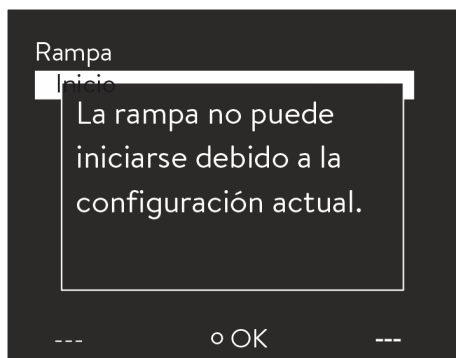 Rampa
Inicio
La rampa no puede
iniciarse debido a la
configuración actual.
--- ○ OK ---